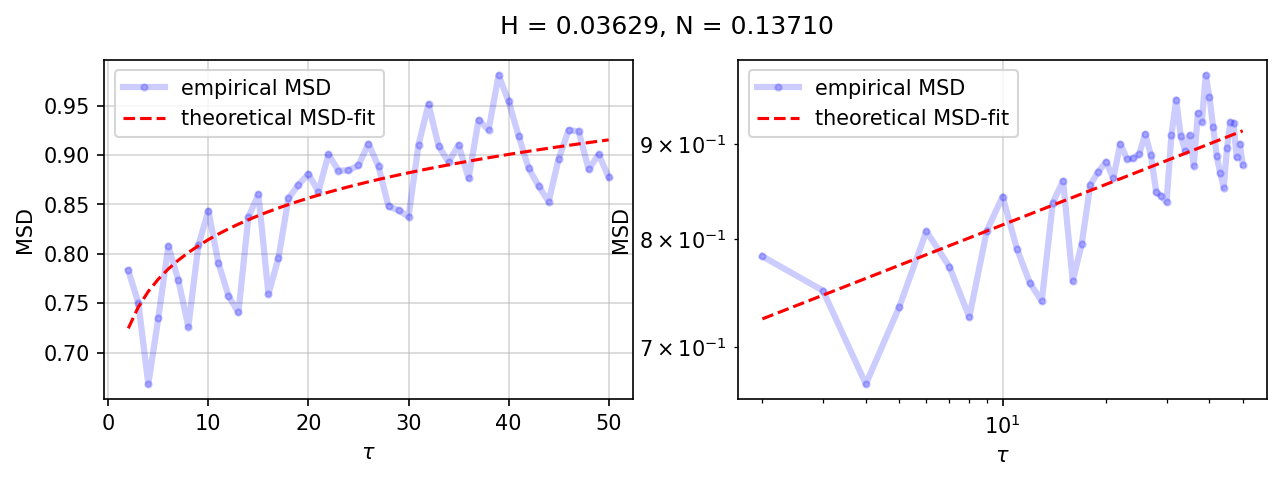 H = 0.03629, N = 0.13710
empirical MSD
theoretical MSD-fit
MSD
0.95
0.90
0.85
0.80
0.75
0.70
0
10
20
30
40
50
τ
empirical MSD
theoretical MSD-fit
MSD
9 × 10⁻¹
8 × 10⁻¹
7 × 10⁻¹
10¹
τ